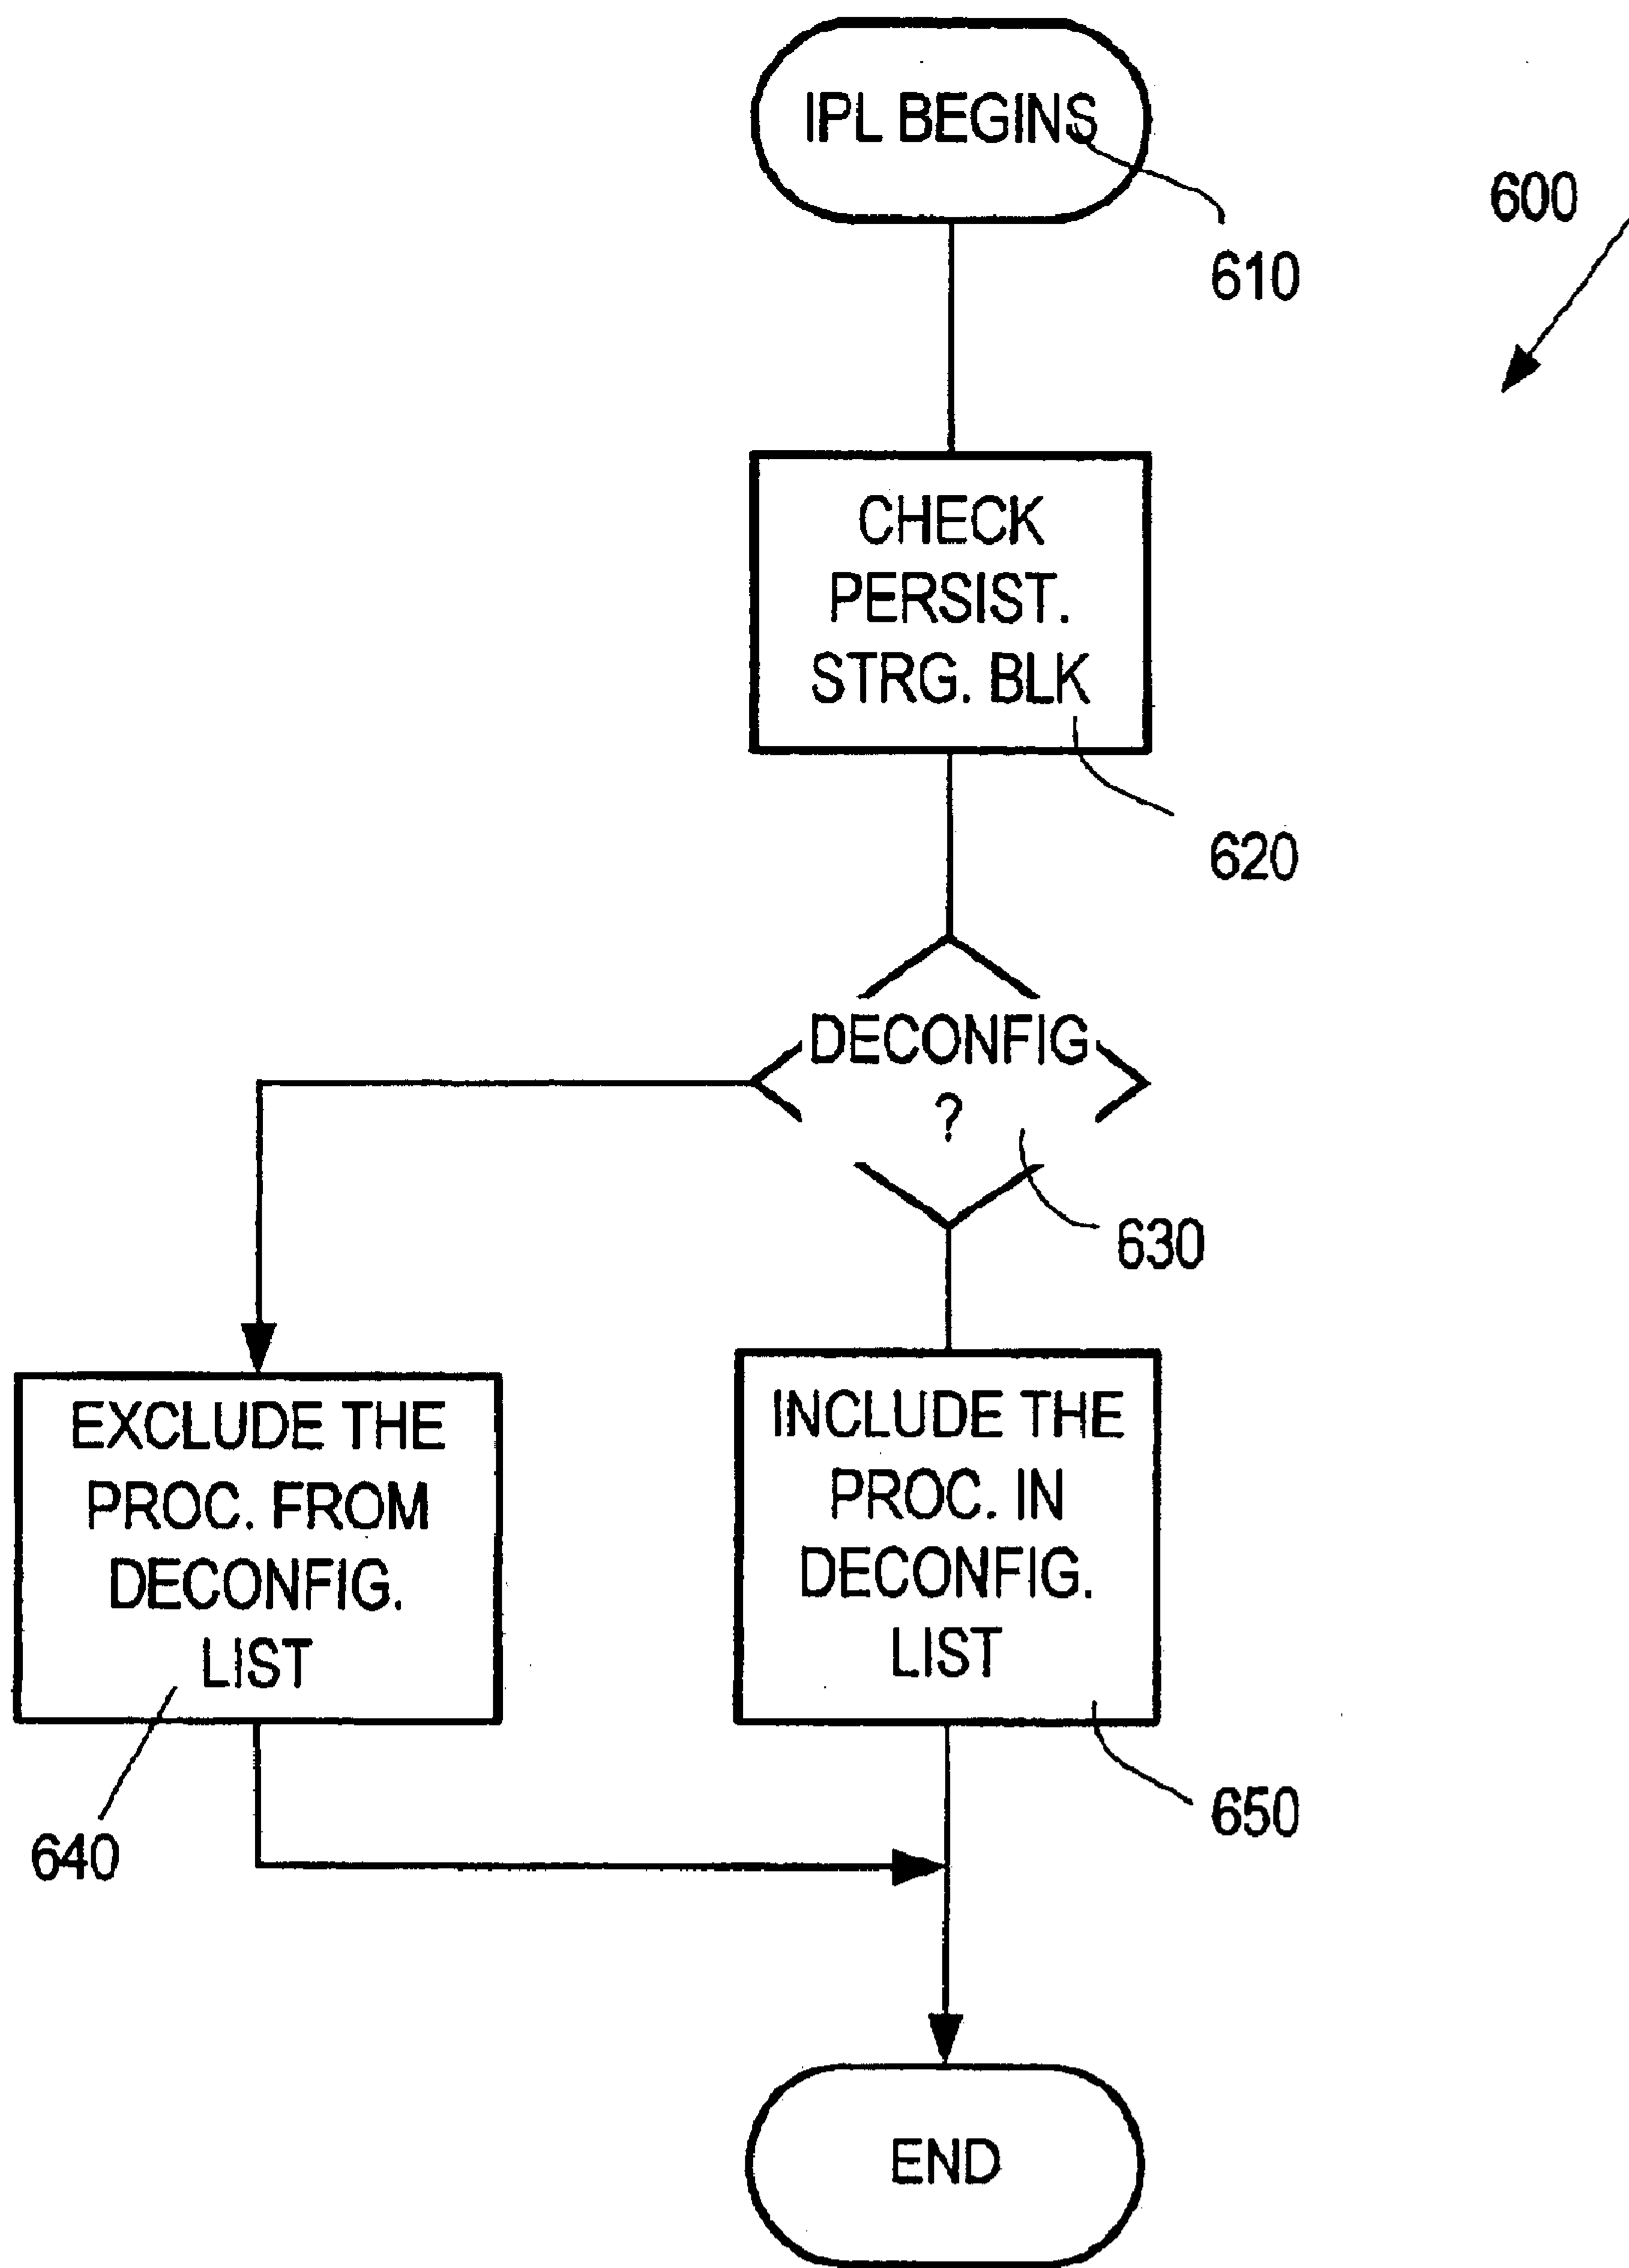 IPL BEGINS
600
610
CHECK
PERSIST.
STRG. BLK
620
DECONFIG
?
630
EXCLUDE THE
PROC. FROM
DECONFIG.
LIST
640
INCLUDE THE
PROC. IN
DECONFIG.
LIST
650
END